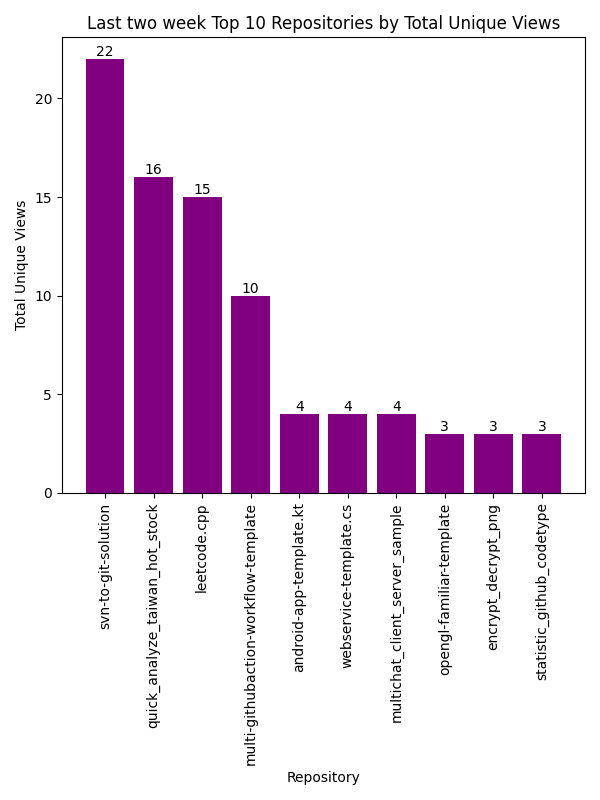 Last two week Top 10 Repositories by Total Unique Views
Total Unique Views
20
15
10
5
0
22
16
15
10
4
4
4
3
3
3
svn-to-git-solution
quick_analyze_taiwan_hot_stock
leetcode.cpp
multi-githubaction-workflow-template
android-app-template.kt
webservice-template.cs
multichat_client_server_sample
opengl-familiar-template
encrypt_decrypt_png
statistic_github_codetype
Repository